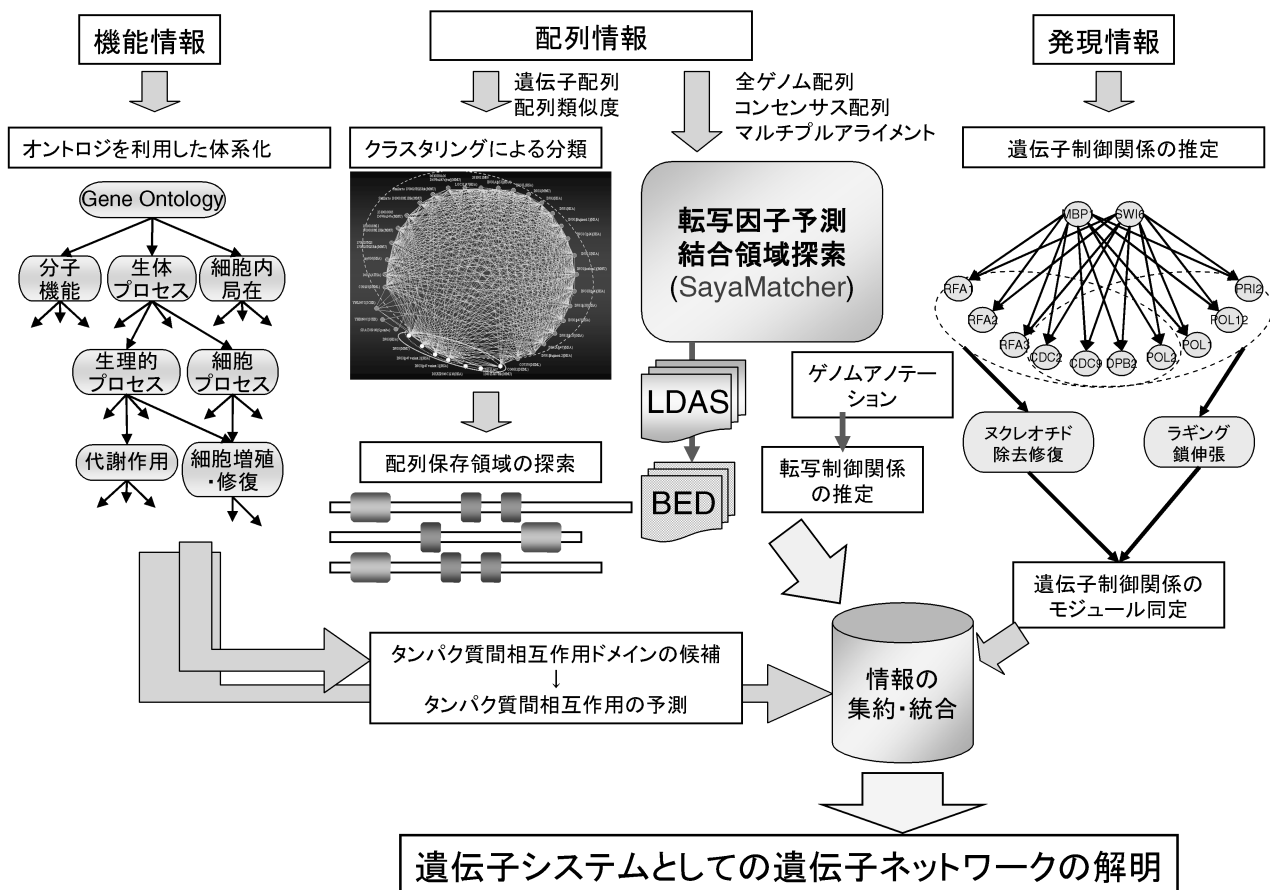 機能情報
配列情報
発現情報
遺伝子配列
配列類似度
全ゲノム配列
コンセンサス配列
マルチプルアライメント
オントロジを利用した体系化
クラスタリングによる分類
遺伝子制御関係の推定
Gene Ontology
分子
機能
生体
プロセス
細胞内
局在
生理的
プロセス
細胞
プロセス
代謝作用
細胞増殖
・修復
転写因子予測
結合領域探索
(SayaMatcher)
LDAS
BED
ゲノムアノテー
ション
転写制御関係
の推定
配列保存領域の探索
MBP1
SWI6
RFA1
RFA2
RFA3
CDC2
CDC9
DPB2
POL2
POL1
POL12
PRI2
ヌクレオチド
除去修復
ラギング
鎖伸張
遺伝子制御関係の
モジュール同定
タンパク質間相互作用ドメインの候補
↓
タンパク質間相互作用の予測
情報の
集約・統合
遺伝子システムとしての遺伝子ネットワークの解明